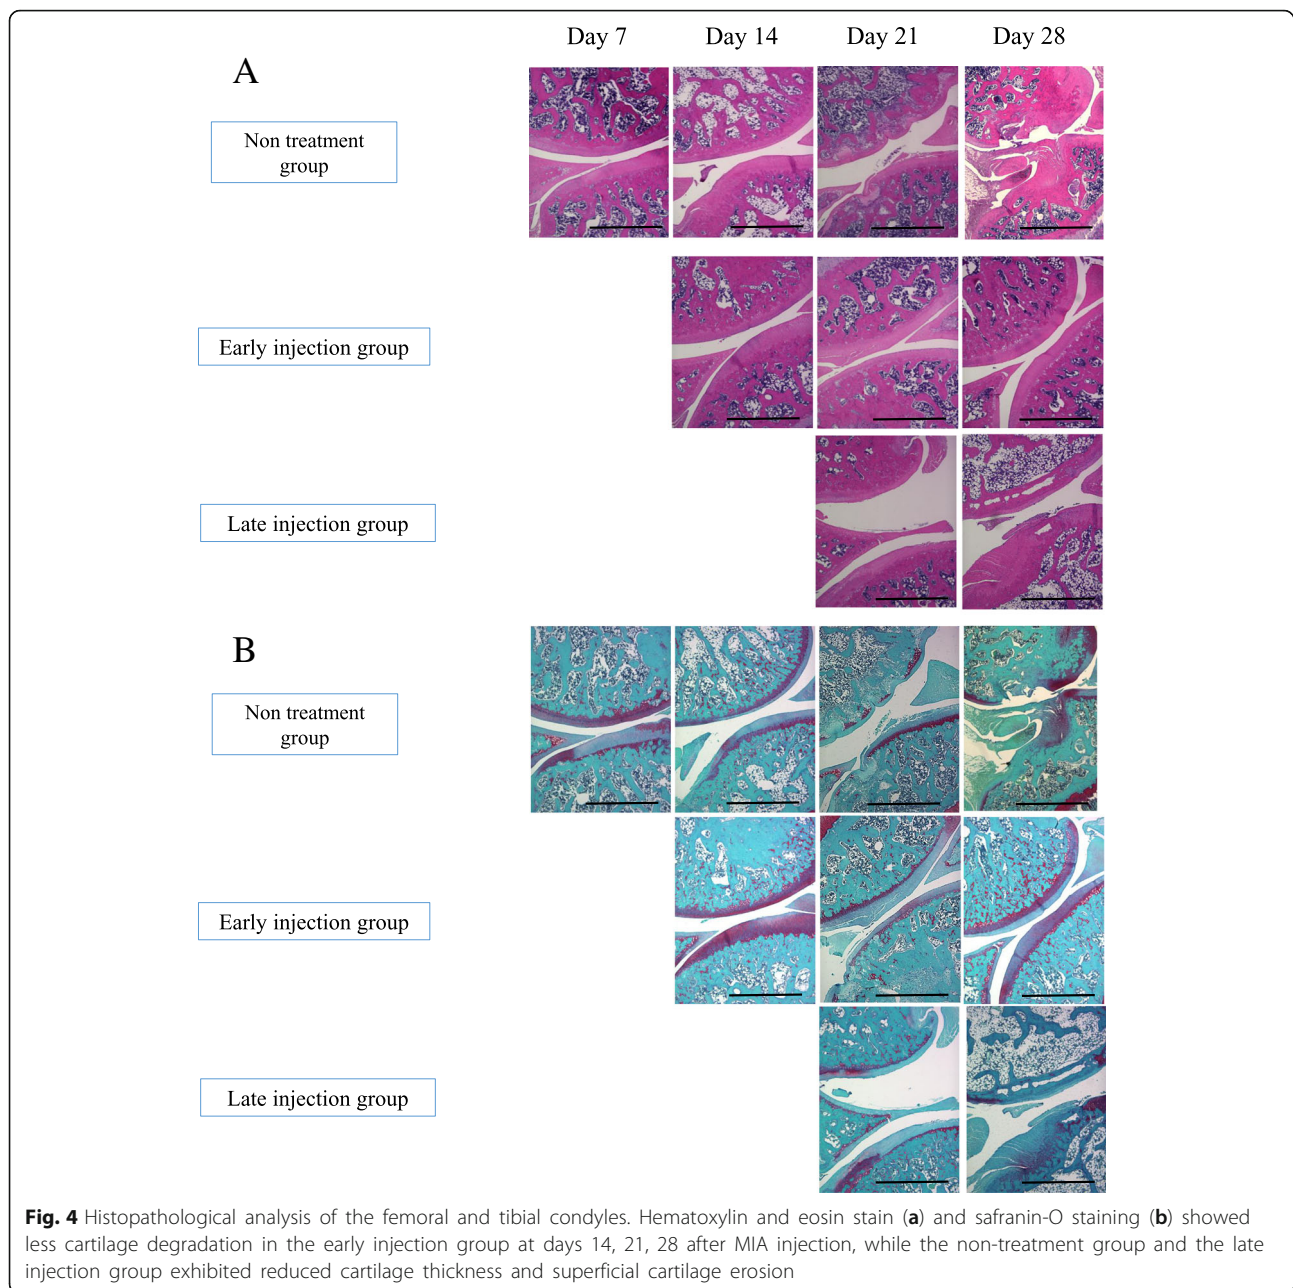 Day 7 Day 14 Day 21 Day 28
A
Non treatment
group
Early injection group
Late injection group
B
Non treatment
group
Early injection group
Late injection group
Fig. 4 Histopathological analysis of the femoral and tibial condyles. Hematoxylin and eosin stain (a) and safranin-O staining (b) showed
less cartilage degradation in the early injection group at days 14, 21, 28 after MIA injection, while the non-treatment group and the late
injection group exhibited reduced cartilage thickness and superficial cartilage erosion